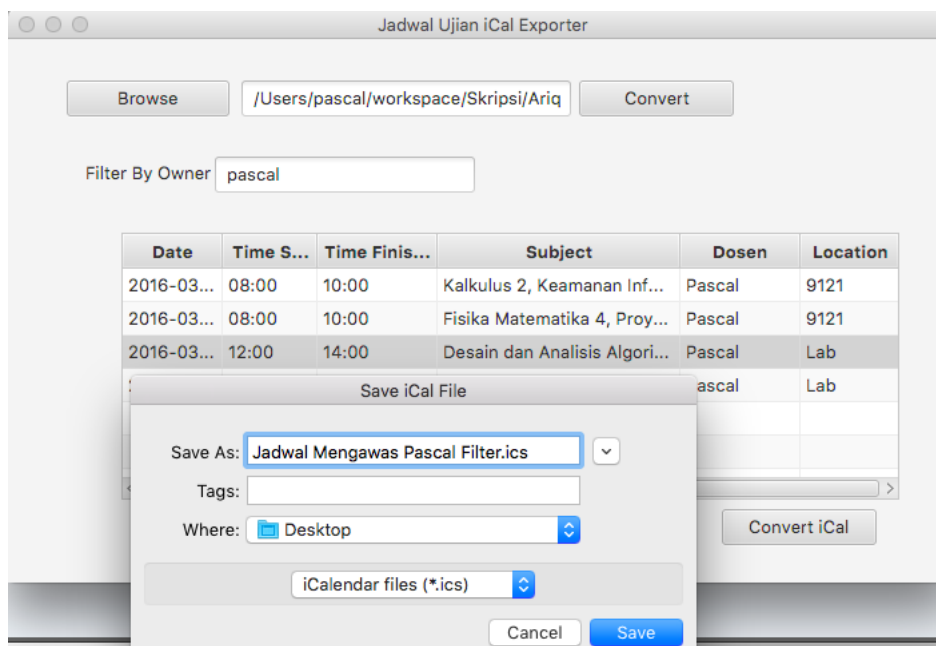 Jadwal Ujian iCal Exporter
Browse /Users/pascal/workspace/Skripsi/Ariq Convert
Filter By Owner pascal
Date Time S... Time Finis... Subject Dosen Location
2016-03... 08:00 10:00 Kalkulus 2, Keamanan Inf... Pascal 9121
2016-03... 08:00 10:00 Fisika Matematika 4, Proy... Pascal 9121
2016-03... 12:00 14:00 Desain dan Analisis Algori... Pascal Lab
ascal Lab
Save iCal File
Save As: Jadwal Mengawas Pascal Filter.ics
Tags:
Where: Desktop
Convert iCal
iCalendar files (*.ics)
Cancel Save